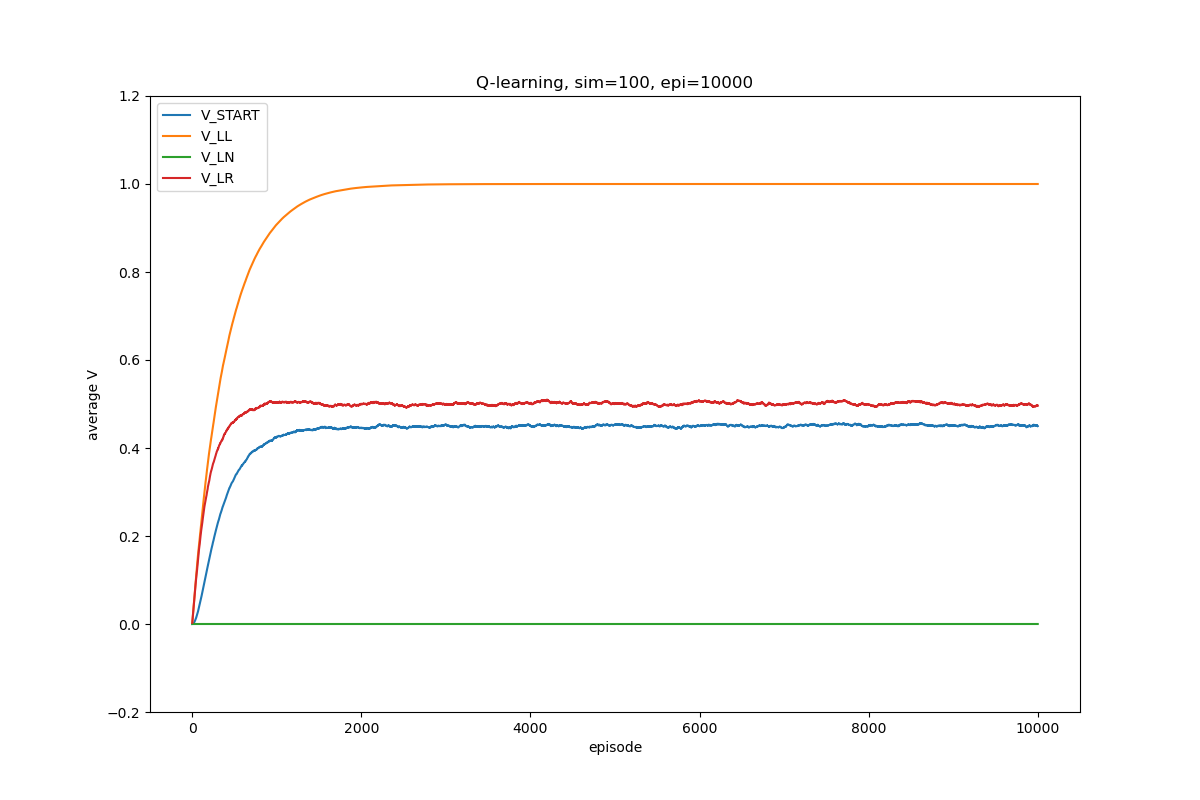 Q-learning, sim=100, epi=10000
1.2
1.0
0.8
0.6
0.4
0.2
0.0
−0.2
average V
V_START
V_LL
V_LN
V_LR
0 2000 4000 6000 8000 10000
episode